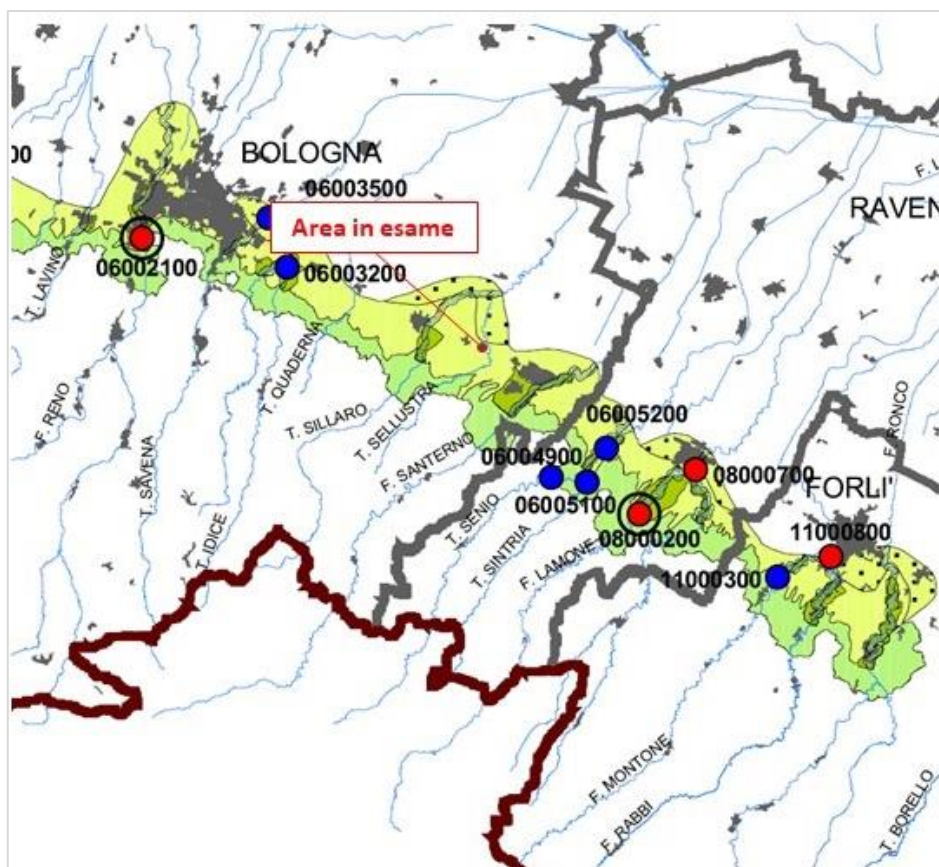 00
BOLOGNA
06003500
Area in esame
RAVEN
F. L
06002100
06003200
T. LAVINO
T. QUADERNA
F. RENO
T. SAVENA
T. IDICE
T. SILLARO
T. SELLUSTRA
F. SANTERNO
06005200
06004900
F. RONCO
08000700
T. SENIO
06005100
FORLI'
T. SINTRIA
08000200
11000800
F. LAMONE
11000300
F. MONTONE
F. RABBI
T. BORELLO